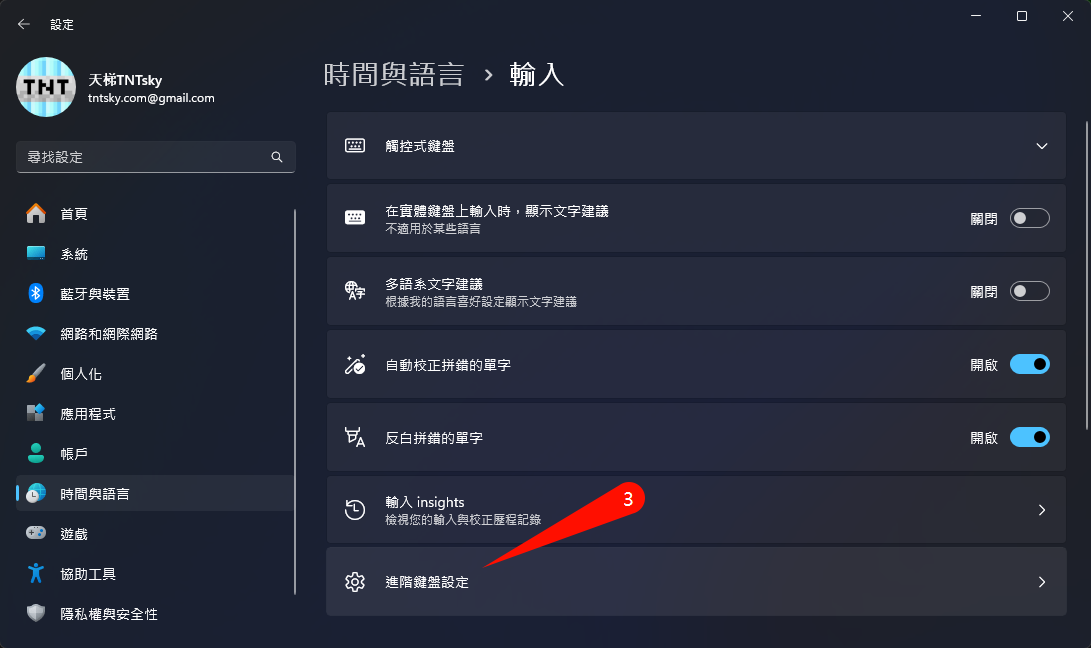 設定
TNT
天梯TNTsky
tntsky.com@gmail.com
尋找設定
首頁
系統
藍牙與裝置
網路和網際網路
個人化
應用程式
帳戶
時間與語言
遊戲
協助工具
隱私權與安全性
時間與語言 › 輸入
觸控式鍵盤
在實體鍵盤上輸入時，顯示文字建議
不適用於某些語言
關閉
多語系文字建議
根據我的語言喜好設定顯示文字建議
關閉
自動校正拼錯的單字
開啟
反白拼錯的單字
開啟
輸入 insights
檢視您的輸入與校正歷程記錄
3
進階鍵盤設定